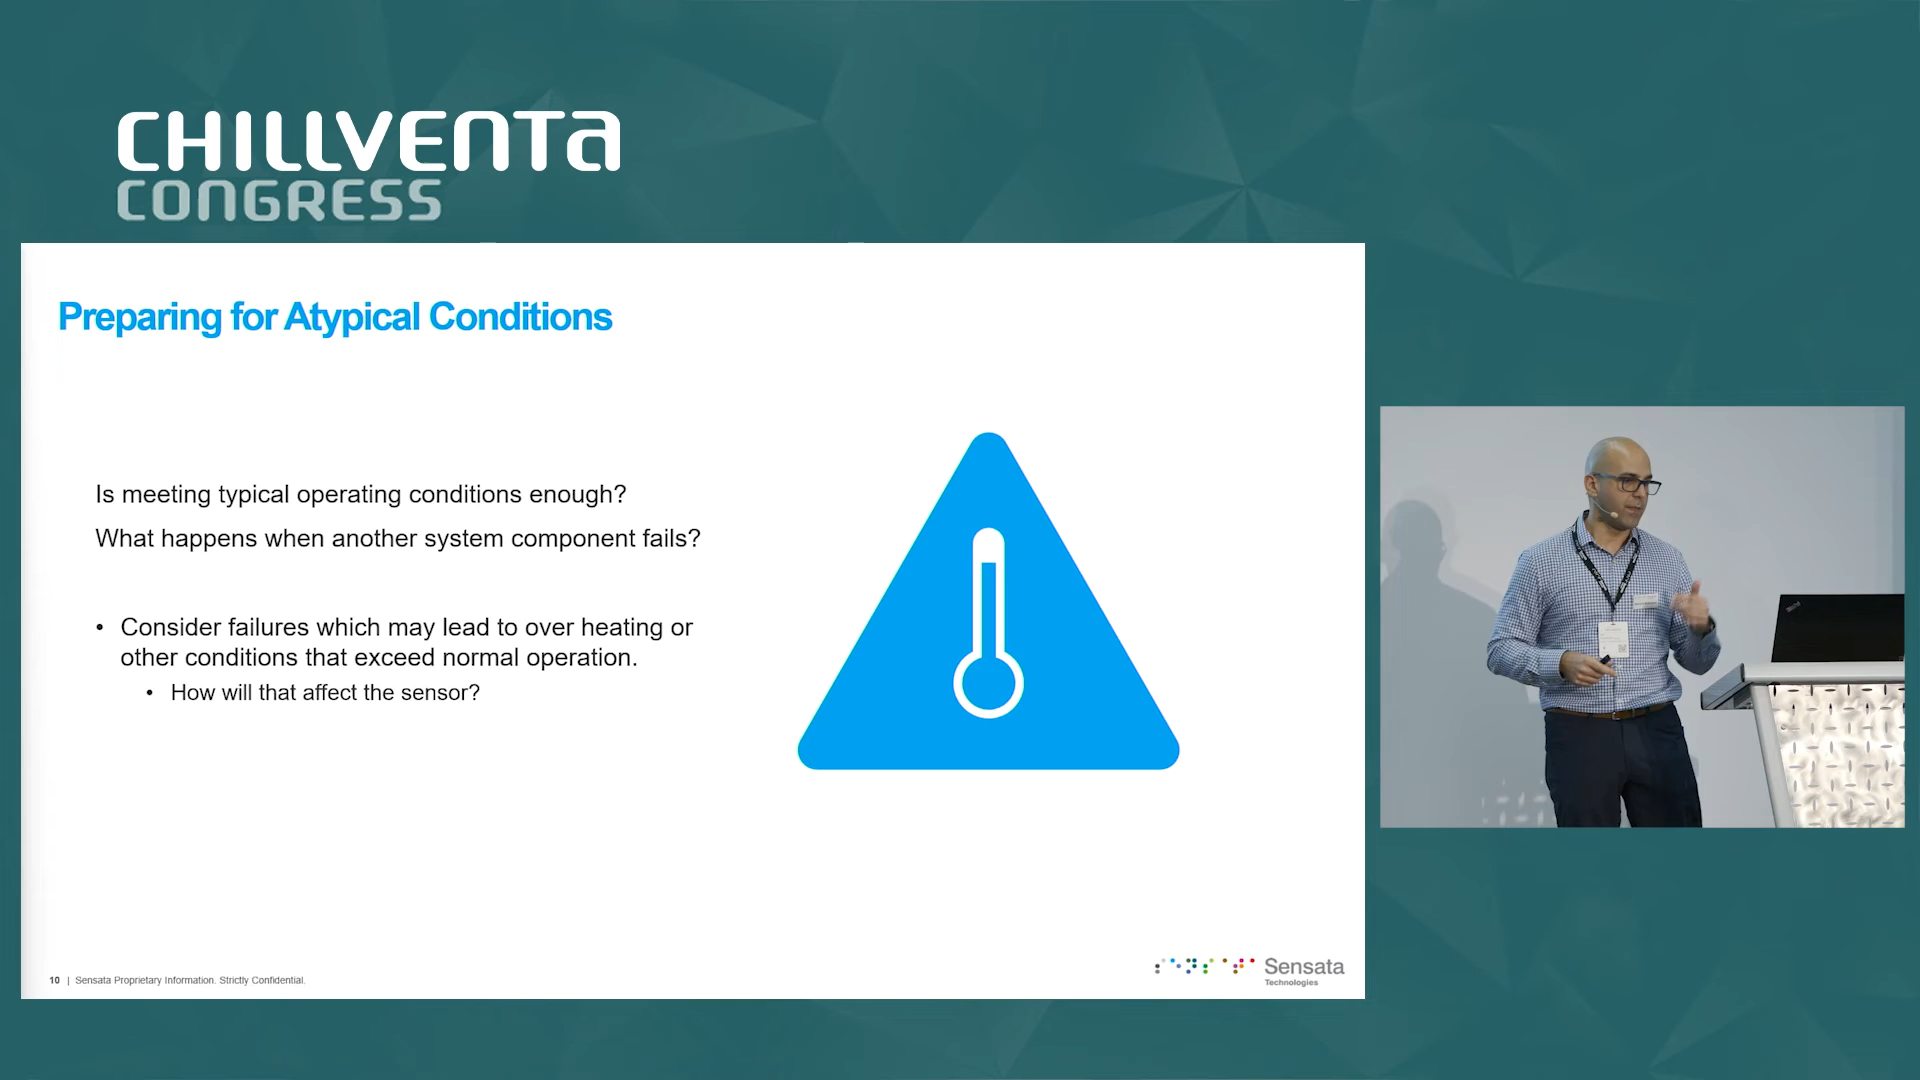 CHILLVENTA
CONGRESS
Preparing for Atypical Conditions
Is meeting typical operating conditions enough?
What happens when another system component fails?
• Consider failures which may lead to over heating or
other conditions that exceed normal operation.
• How will that affect the sensor?
10 | Sensata Proprietary Information. Strictly Confidential.
Sensata
Technologies